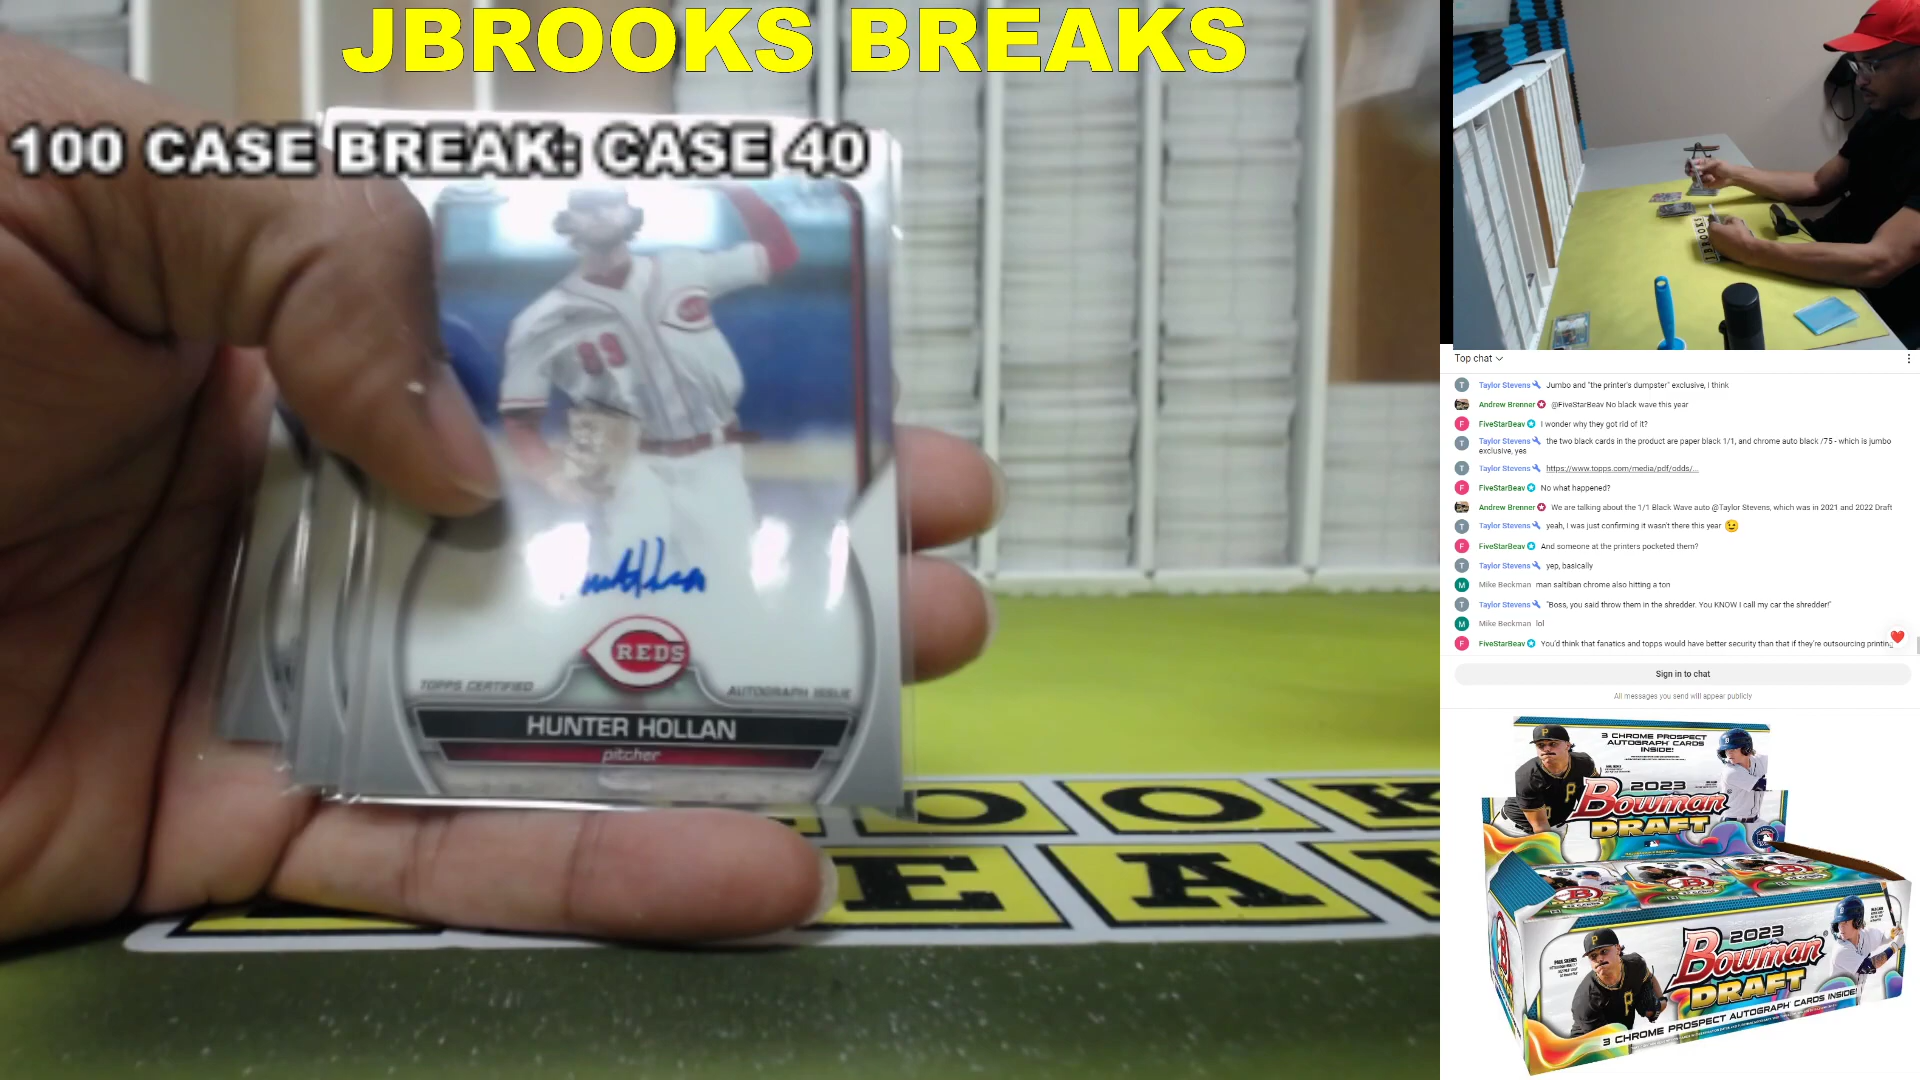 JBROOKS BREAKS
100 CASE BREAK: CASE 40
89
REDS
TOPPS CERTIFIED
AUTOGRAPH ISSUE
HUNTER HOLLAN
pitcher
Top chat
Taylor Stevens Jumbo and "the printer's dumpster" exclusive, I think
Andrew Brenner @FiveStarBeav No black wave this year
FiveStarBeav I wonder why they got rid of it?
Taylor Stevens the two black cards in the product are paper black 1/1, and chrome auto black /75 - which is jumbo
exclusive, yes
Taylor Stevens https://www.topps.com/media/pdf/odds/...
FiveStarBeav No what happened?
Andrew Brenner We are talking about the 1/1 Black Wave auto @Taylor Stevens, which was in 2021 and 2022 Draft
Taylor Stevens yeah, I was just confirming it wasn't there this year 😉
FiveStarBeav And someone at the printers pocketed them?
Taylor Stevens yep, basically
Mike Beckman man saltiban chrome also hitting a ton
Taylor Stevens "Boss, you said throw them in the shredder. You KNOW I call my car the shredder!"
Mike Beckman lol
FiveStarBeav You'd think that fanatics and topps would have better security than that if they're outsourcing printing
Sign in to chat
All messages you send will appear publicly
3 CHROME PROSPECT
AUTOGRAPH CARDS
INSIDE!
2023
Bowman
DRAFT
2023
Bowman
DRAFT
3 CHROME PROSPECT AUTOGRAPH CARDS INSIDE!